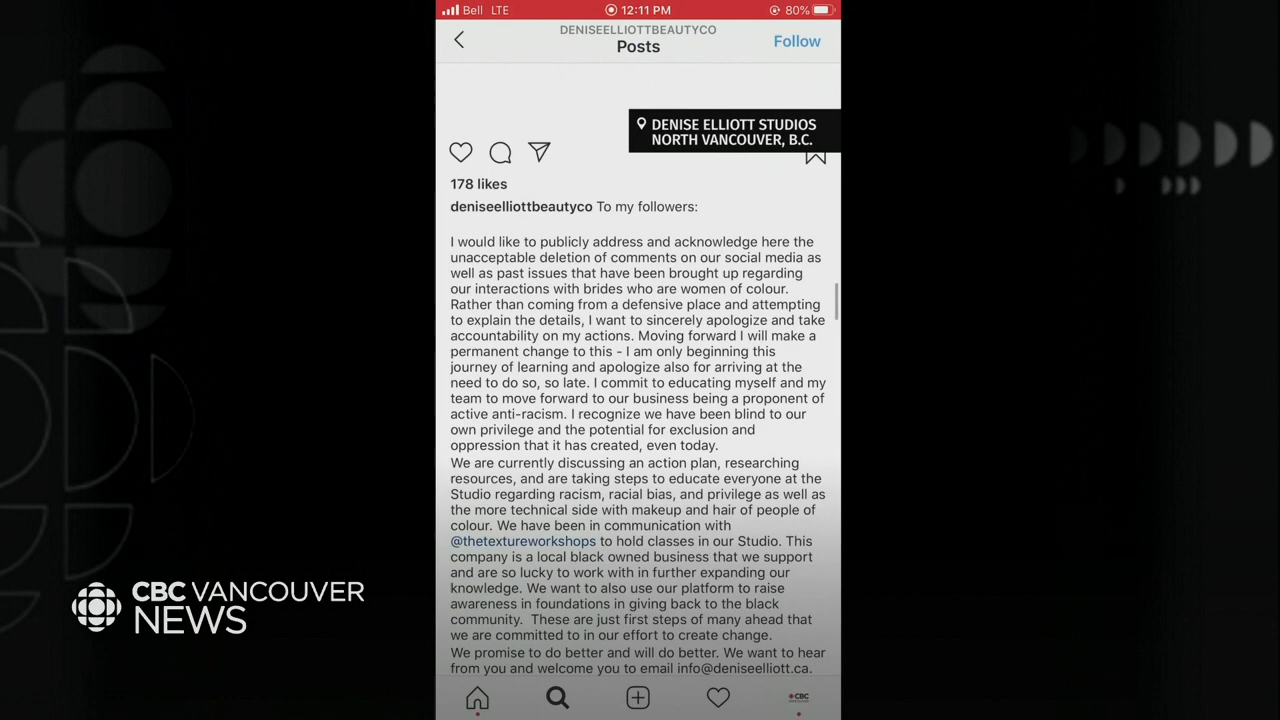 Bell LTE 12:11 PM 80%
DENISEELLIOTTBEAUTYCO
Posts
Follow
DENISE ELLIOTT STUDIOS
NORTH VANCOUVER, B.C.
178 likes
deniseelliottbeautyco To my followers:
I would like to publicly address and acknowledge here the
unacceptable deletion of comments on our social media as
well as past issues that have been brought up regarding
our interactions with brides who are women of colour.
Rather than coming from a defensive place and attempting
to explain the details, I want to sincerely apologize and take
accountability on my actions. Moving forward I will make a
permanent change to this - I am only beginning this
journey of learning and apologize also for arriving at the
need to do so, so late. I commit to educating myself and my
team to move forward to our business being a proponent of
active anti-racism. I recognize we have been blind to our
own privilege and the potential for exclusion and
oppression that it has created, even today.
We are currently discussing an action plan, researching
resources, and are taking steps to educate everyone at the
Studio regarding racism, racial bias, and privilege as well as
the more technical side with makeup and hair of people of
colour. We have been in communication with
@thetextureworkshops to hold classes in our Studio. This
company is a local black owned business that we support
and are so lucky to work with in further expanding our
knowledge. We want to also use our platform to raise
awareness in foundations in giving back to the black
community.  These are just first steps of many ahead that
we are committed to in our effort to create change.
We promise to do better and will do better. We want to hear
from you and welcome you to email info@deniseelliott.ca.
CBC VANCOUVER
NEWS
CBC
VANCOUVER